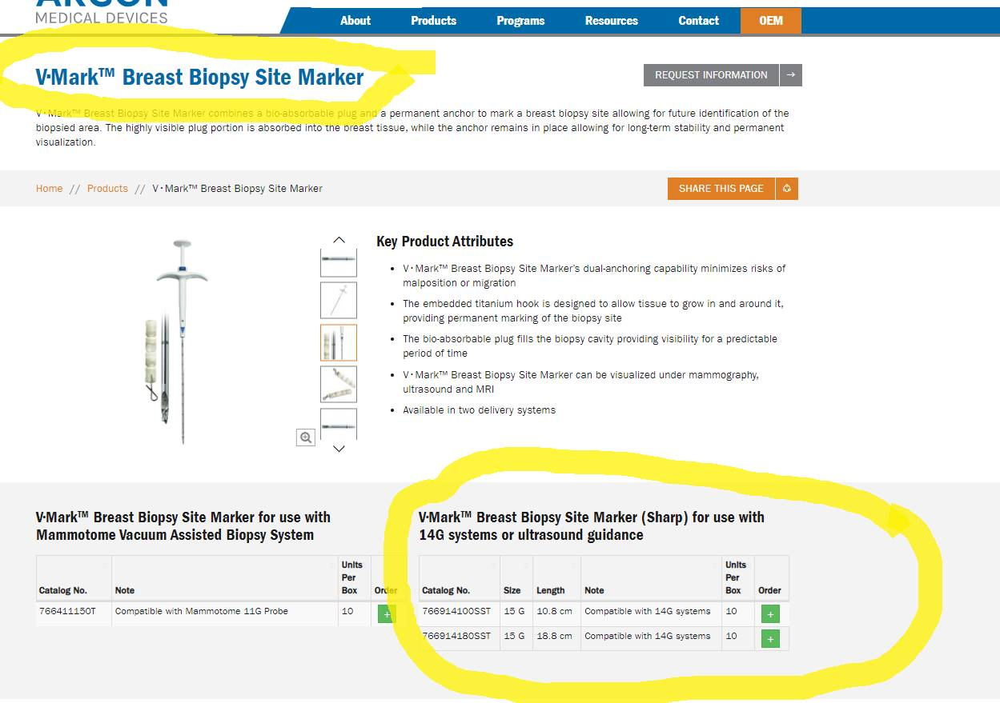 ARGON
MEDICAL DEVICES
About Products Programs Resources Contact OEM
V·Mark™ Breast Biopsy Site Marker
REQUEST INFORMATION →
V·Mark™ Breast Biopsy Site Marker combines a bio-absorbable plug and a permanent anchor to mark a breast biopsy site allowing for future identification of the
biopsied area. The highly visible plug portion is absorbed into the breast tissue, while the anchor remains in place allowing for long-term stability and permanent
visualization.
Home // Products // V·Mark™ Breast Biopsy Site Marker
SHARE THIS PAGE
Key Product Attributes
• V·Mark™ Breast Biopsy Site Marker's dual-anchoring capability minimizes risks of
malposition or migration
• The embedded titanium hook is designed to allow tissue to grow in and around it,
providing permanent marking of the biopsy site
• The bio-absorbable plug fills the biopsy cavity providing visibility for a predictable
period of time
• V·Mark™ Breast Biopsy Site Marker can be visualized under mammography,
ultrasound and MRI
• Available in two delivery systems
V·Mark™ Breast Biopsy Site Marker for use with
Mammotome Vacuum Assisted Biopsy System
Catalog No. Note Units Per Box Order
766411150T Compatible with Mammotome 11G Probe 10 +
V·Mark™ Breast Biopsy Site Marker (Sharp) for use with
14G systems or ultrasound guidance
Catalog No. Size Length Note Units Per Box Order
766914100SST 15 G 10.8 cm Compatible with 14G systems 10 +
766914180SST 15 G 18.8 cm Compatible with 14G systems 10 +